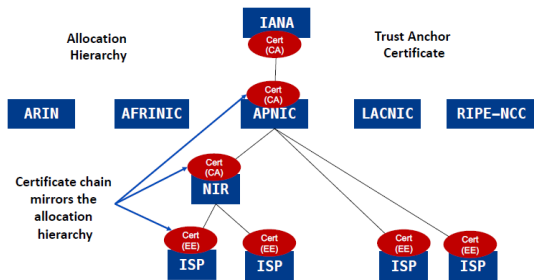 IANA
Cert
(CA)
Allocation
Hierarchy
Trust Anchor
Certificate
Cert
(CA)
ARIN
AFRINIC
APNIC
LACNIC
RIPE-NCC
Cert
(CA)
NIR
Certificate chain
mirrors the
allocation
hierarchy
Cert
(EE)
ISP
Cert
(EE)
ISP
Cert
(EE)
ISP
Cert
(EE)
ISP